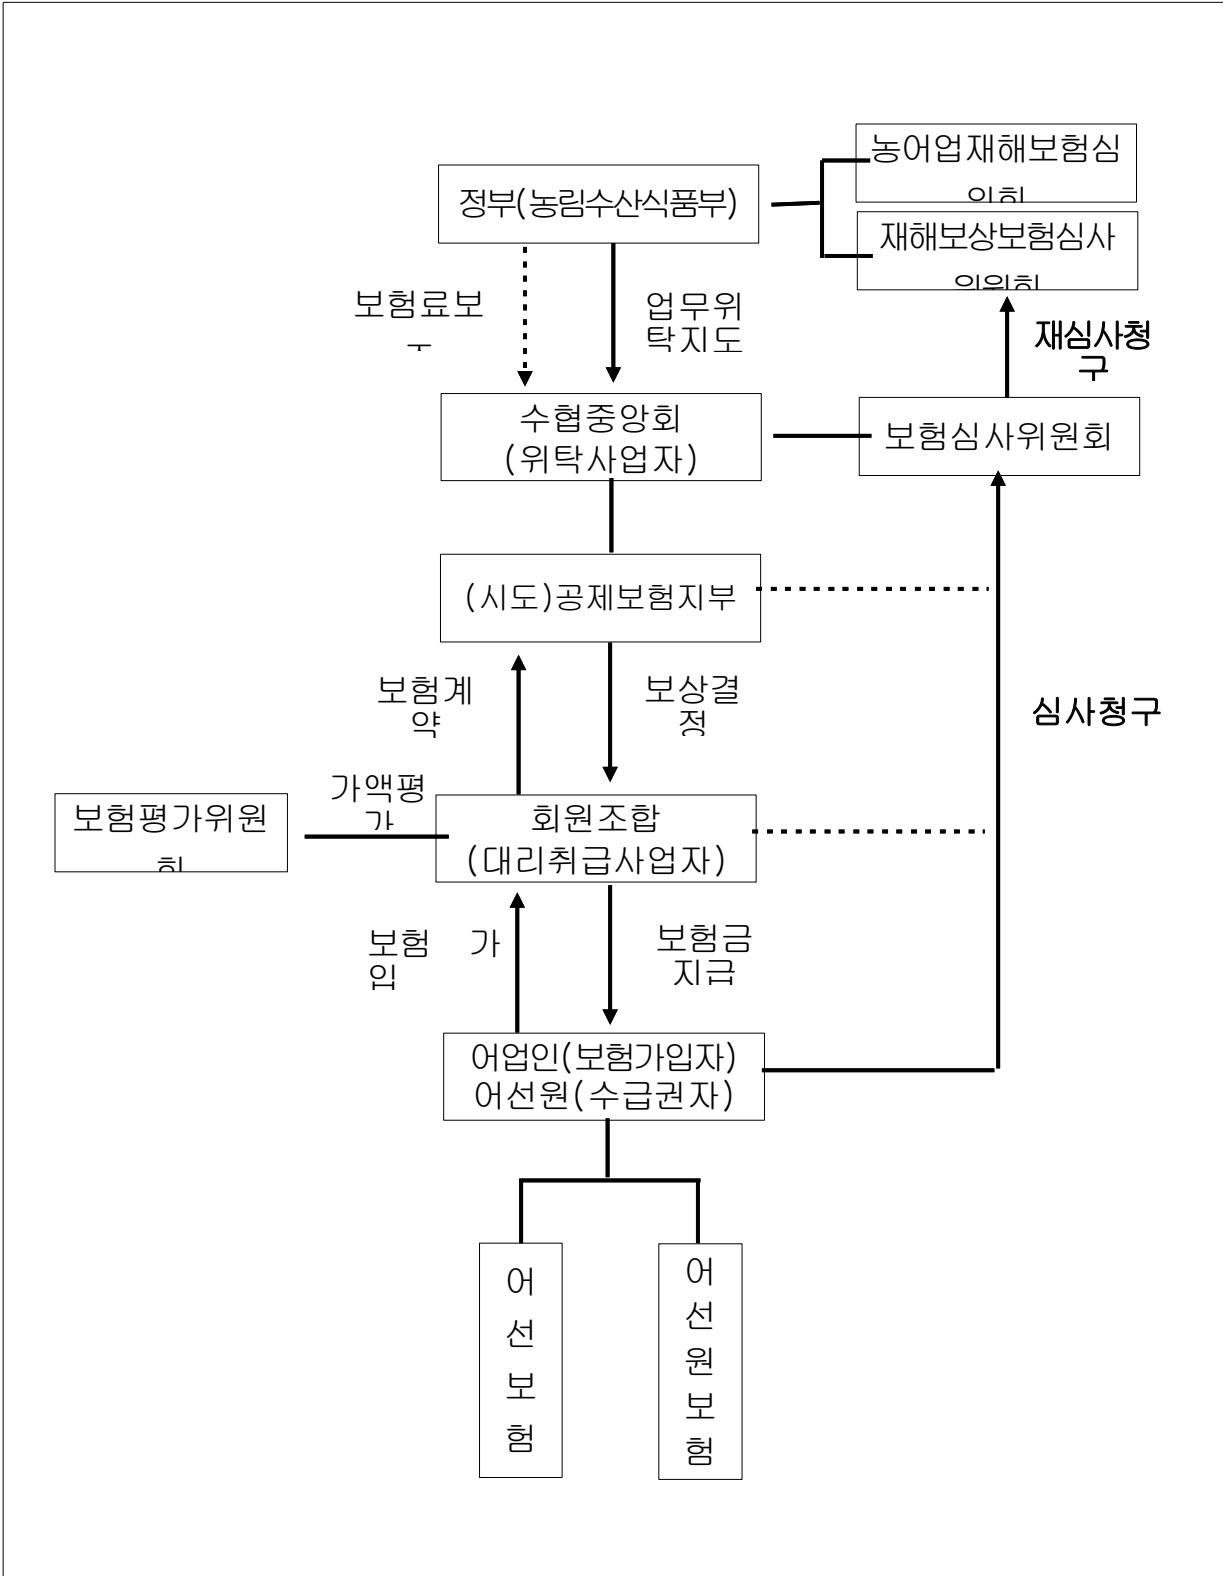 농어업재해보험심
의회
정부(농림수산식품부)
재해보상보험심사
위원회
보험료보
업무위
탁지도
재심사청
구
수협중앙회
(위탁사업자)
보험심사위원회
(시도)공제보험지부
보험계
약
보상결
정
심사청구
가액평
가
보험평가위원
회
회원조합
(대리취급사업자)
보험 가
입
보험금
지급
어업인(보험가입자)
어선원(수급권자)
어
선
보
험
어
선
원
보
험